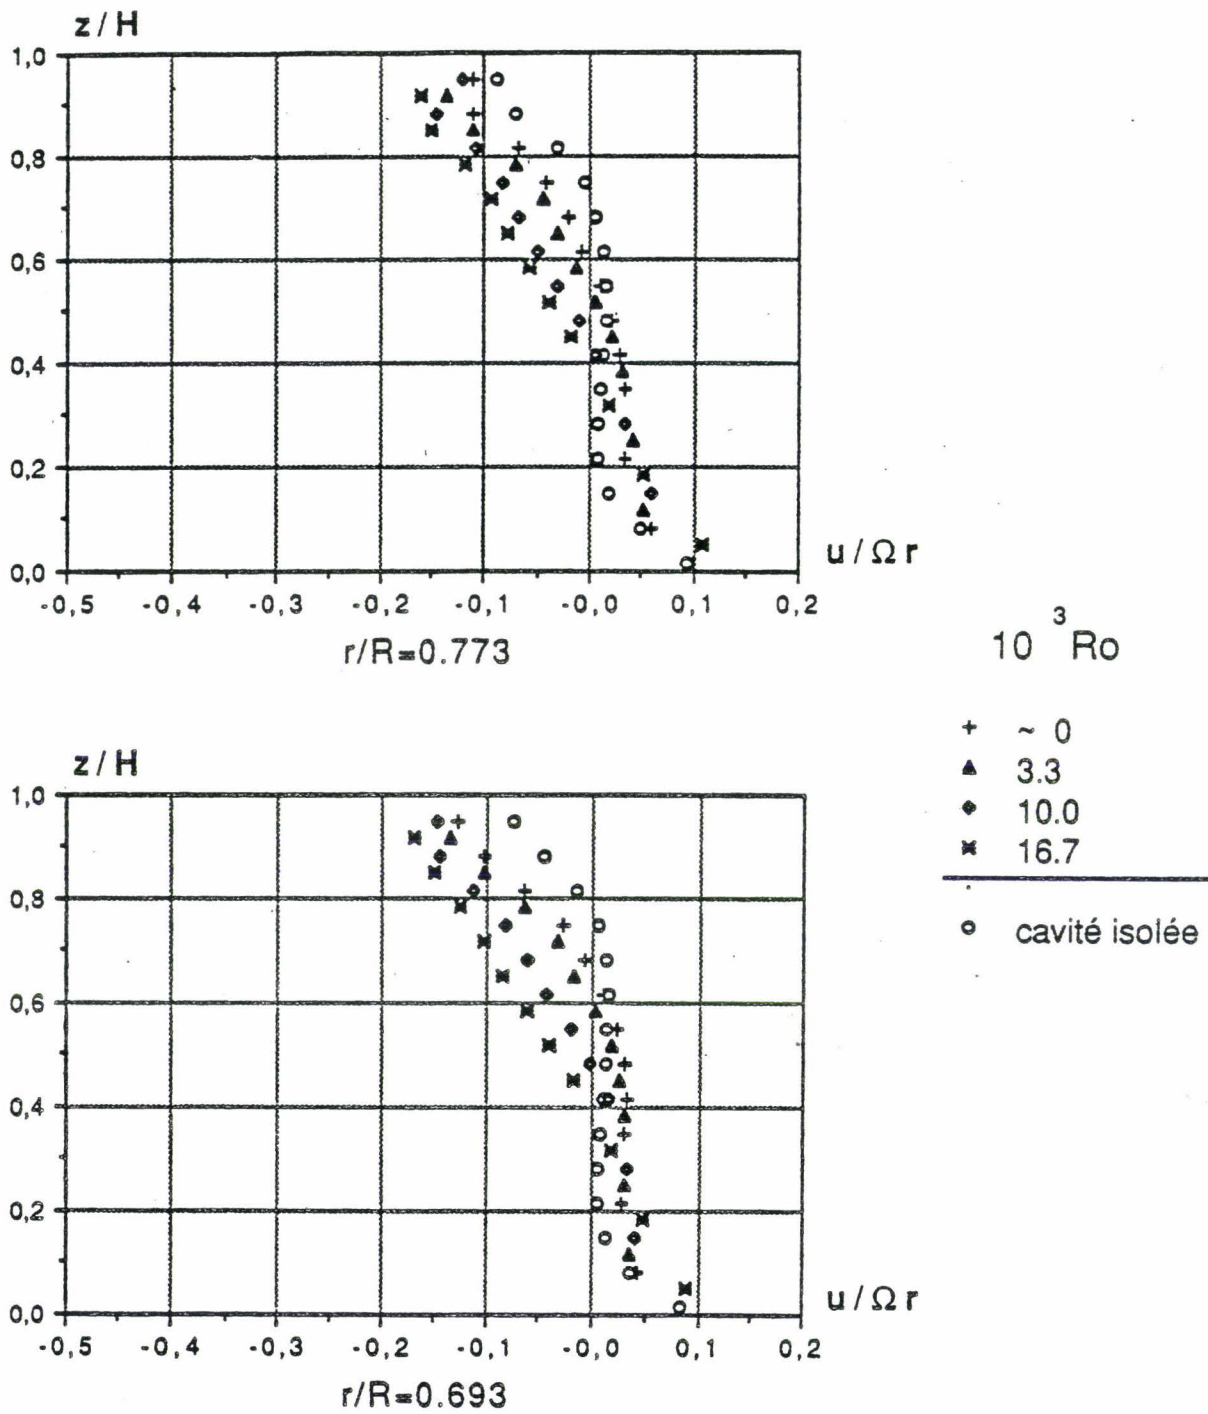 z/H
1,0
0,8
0,6
0,4
0,2
0,0
u/Ωr
-0,5 -0,4 -0,3 -0,2 -0,1 -0,0 0,1 0,2
r/R=0.773
10 3 Ro
+ ~ 0
▲ 3.3
◆ 10.0
✖ 16.7
o cavité isolée
z/H
1,0
0,8
0,6
0,4
0,2
0,0
u/Ωr
-0,5 -0,4 -0,3 -0,2 -0,1 -0,0 0,1 0,2
r/R=0.693